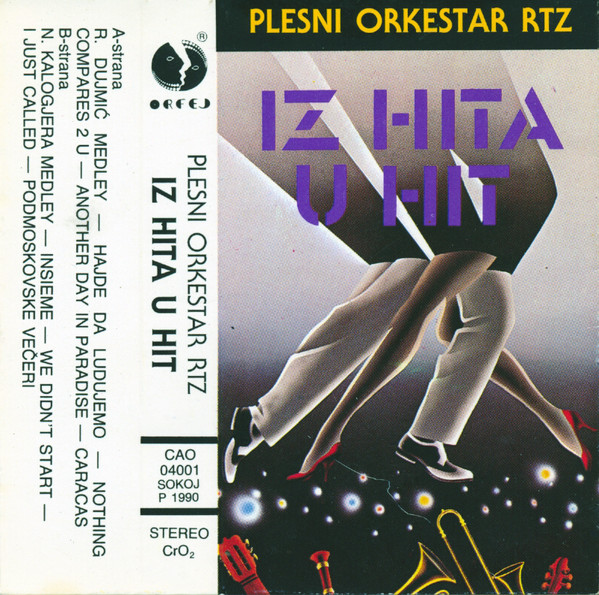 A-strana
R. DUJMIĆ MEDLEY — HAJDE DA LUDUJEMO — NOTHING
COMPARES 2 U — ANOTHER DAY IN PARADISE — CARACAS
B-strana
N. KALOGJERA MEDLEY — INSIEME — WE DIDN'T START —
I JUST CALLED — PODMOSKOVSKE VEČERI
®
ORFEJ
PLESNI ORKESTAR RTZ
IZ HITA U HIT
CAO
04001
SOKOJ
P 1990
STEREO
CrO₂
PLESNI ORKESTAR RTZ
IZ HITA
U HIT